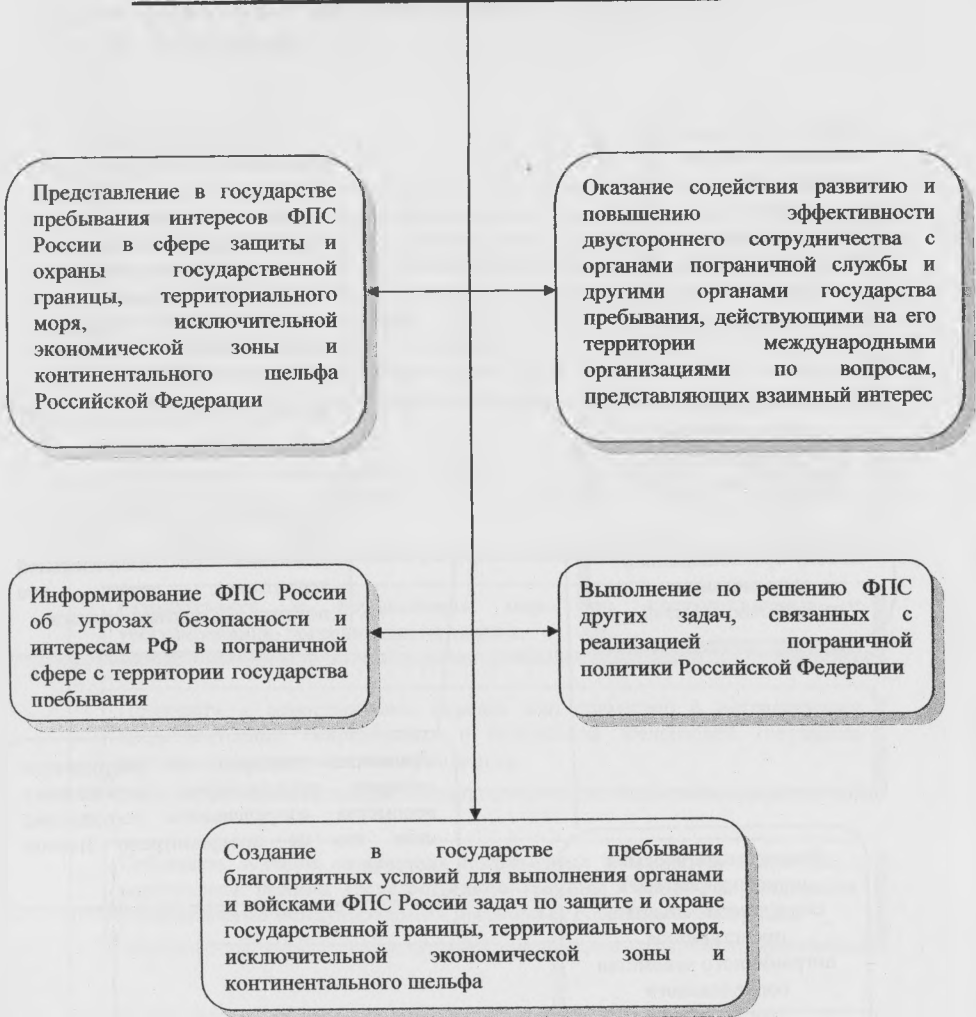 Представление в государстве
пребывания интересов ФПС
России в сфере защиты и
охраны государственной
границы, территориального
моря, исключительной
экономической зоны и
континентального шельфа
Российской Федерации
Оказание содействия развитию и
повышению эффективности
двустороннего сотрудничества с
органами пограничной службы и
другими органами государства
пребывания, действующими на его
территории международными
организациями по вопросам,
представляющих взаимный интерес
Информирование ФПС России
об угрозах безопасности и
интересам РФ в пограничной
сфере с территории государства
пребывания
Выполнение по решению ФПС
других задач, связанных с
реализацией пограничной
политики Российской Федерации
Создание в государстве пребывания
благоприятных условий для выполнения органами
и войсками ФПС России задач по защите и охране
государственной границы, территориального моря,
исключительной экономической зоны и
континентального шельфа